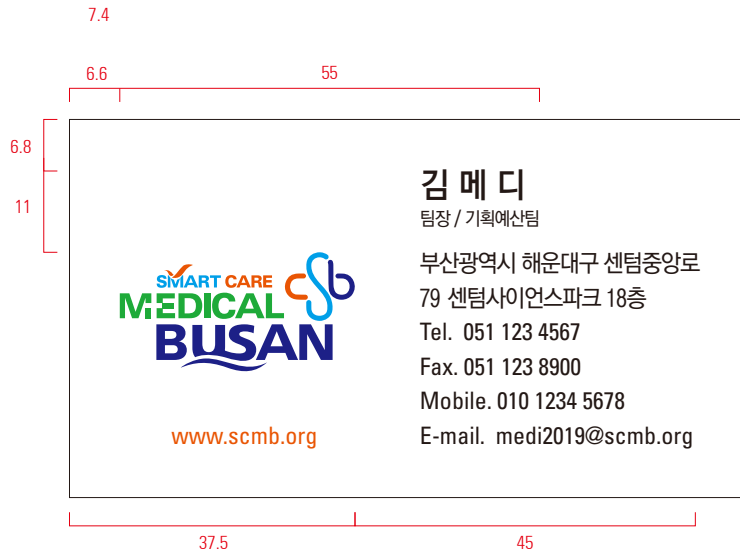 7.4
6.6
55
6.8
11
김 메 디
팀장 / 기획예산팀
부산광역시 해운대구 센텀중앙로
79 센텀사이언스파크 18층
Tel. 051 123 4567
Fax. 051 123 8900
Mobile. 010 1234 5678
E-mail. medi2019@scmb.org
SMART CARE
csb
MEDICAL
BUSAN
www.scmb.org
37.5
45